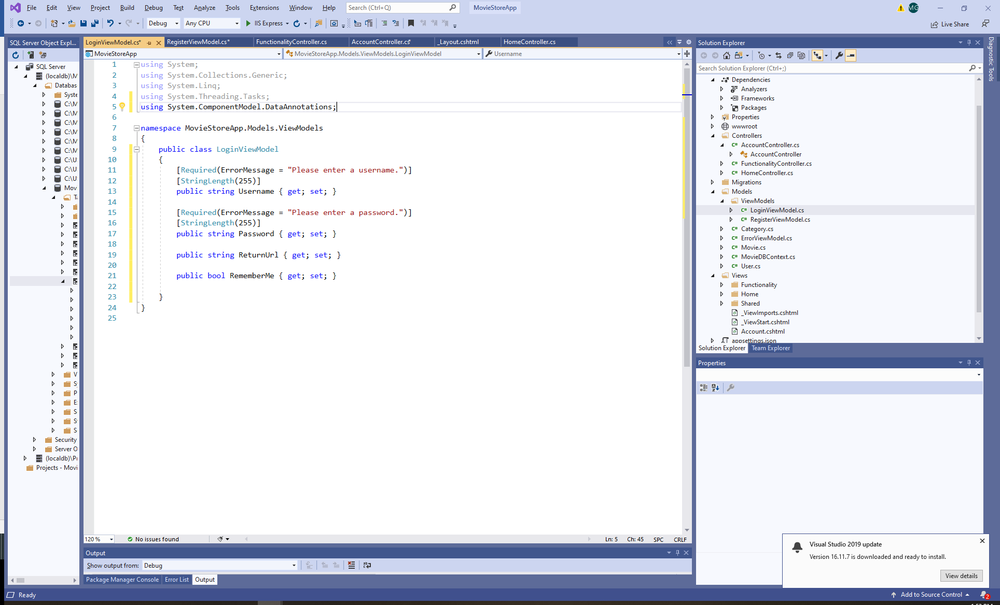 File Edit View Project Build Debug Test Analyze Tools Extensions Window Help Search (Ctrl+Q) MovieStoreApp MG
Debug Any CPU IIS Express Live Share
SQL Server Object Expl...
SQL Server
(localdb)\M
Databas
Syste
C:\M
C:\M
C:\M
C:\M
C:\M
C:\M
C:\U
C:\U
C:\U
Mov
Ta
V
S
P
E
S
S
S
Security
Server O
(localdb)\Pr
Projects - Movi
LoginViewModel.cs* RegisterViewModel.cs* FunctionalityController.cs AccountController.cs* _Layout.cshtml HomeController.cs
MovieStoreApp MovieStoreApp.Models.ViewModels.LoginViewModel Username
1 using System;
2 using System.Collections.Generic;
3 using System.Linq;
4 using System.Threading.Tasks;
5 using System.ComponentModel.DataAnnotations;
6
7 namespace MovieStoreApp.Models.ViewModels
8 {
9 public class LoginViewModel
10 {
11 [Required(ErrorMessage = "Please enter a username.")]
12 [StringLength(255)]
13 public string Username { get; set; }
14
15 [Required(ErrorMessage = "Please enter a password.")]
16 [StringLength(255)]
17 public string Password { get; set; }
18
19 public string ReturnUrl { get; set; }
20
21 public bool RememberMe { get; set; }
22
23 }
24 }
25
120 % No issues found Ln: 5 Ch: 45 SPC CRLF
Output
Show output from: Debug
Package Manager Console Error List Output
Solution Explorer
Search Solution Explorer (Ctrl+;)
Dependencies
Analyzers
Frameworks
Packages
Properties
wwwroot
Controllers
C# AccountController.cs
AccountController
C# FunctionalityController.cs
C# HomeController.cs
Migrations
Models
ViewModels
C# LoginViewModel.cs
C# RegisterViewModel.cs
C# Category.cs
C# ErrorViewModel.cs
C# Movie.cs
C# MovieDBContext.cs
C# User.cs
Views
Functionality
Home
Shared
_ViewImports.cshtml
_ViewStart.cshtml
Account.cshtml
appsettings.json
Solution Explorer Team Explorer
Properties
Diagnostic Tools
Visual Studio 2019 update
Version 16.11.7 is downloaded and ready to install.
View details
Ready Add to Source Control 2